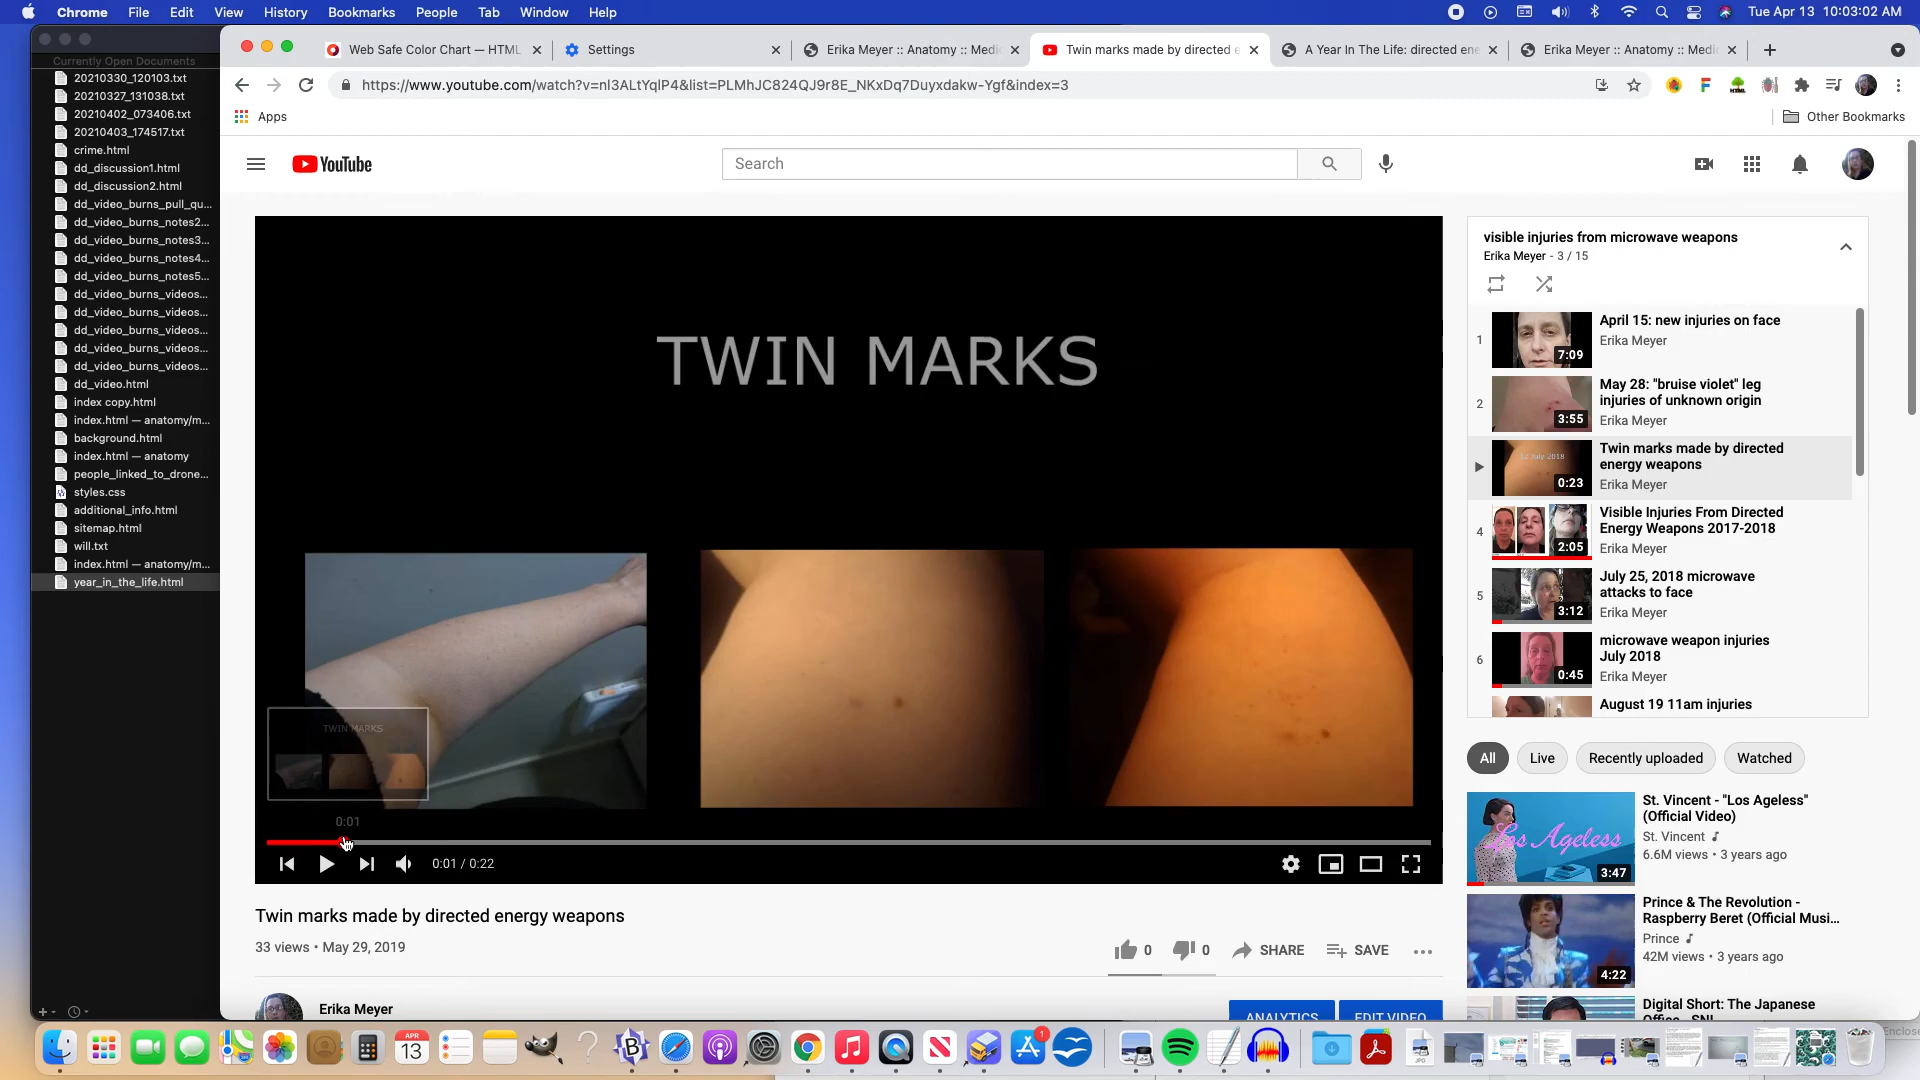 Chrome File Edit View History Bookmarks People Tab Window Help
Tue Apr 13 10:03:02 AM
Currently Open Documents
20210330_120103.txt
20210327_131038.txt
20210402_073406.txt
20210403_174517.txt
crime.html
dd_discussion1.html
dd_discussion2.html
dd_video_burns_pull_qu...
dd_video_burns_notes2...
dd_video_burns_notes3...
dd_video_burns_notes4...
dd_video_burns_notes5...
dd_video_burns_videos...
dd_video_burns_videos...
dd_video_burns_videos...
dd_video_burns_videos...
dd_video_burns_videos...
dd_video.html
index copy.html
index.html — anatomy/m...
background.html
index.html — anatomy
people_linked_to_drone...
styles.css
additional_info.html
sitemap.html
will.txt
index.html — anatomy/m...
year_in_the_life.html
Web Safe Color Chart — HTML
Settings
Erika Meyer :: Anatomy :: Medic
Twin marks made by directed e
A Year In The Life: directed ene
Erika Meyer :: Anatomy :: Medic
https://www.youtube.com/watch?v=nl3ALtYqlP4&list=PLMhJC824QJ9r8E_NKxDq7Duyxdakw-Ygf&index=3
Apps
Other Bookmarks
YouTube
Search
TWIN MARKS
TWIN MARKS
0:01
0:01 / 0:22
Twin marks made by directed energy weapons
33 views • May 29, 2019
0
0
SHARE
SAVE
Erika Meyer
ANALYTICS
EDIT VIDEO
visible injuries from microwave weapons
Erika Meyer - 3 / 15
1
7:09
April 15: new injuries on face
Erika Meyer
2
3:55
May 28: "bruise violet" leg
injuries of unknown origin
Erika Meyer
12 July 2018
0:23
Twin marks made by directed
energy weapons
Erika Meyer
4
2:05
Visible Injuries From Directed
Energy Weapons 2017-2018
Erika Meyer
5
3:12
July 25, 2018 microwave
attacks to face
Erika Meyer
6
0:45
microwave weapon injuries
July 2018
Erika Meyer
August 19 11am injuries
All
Live
Recently uploaded
Watched
Los Ageless
3:47
St. Vincent - "Los Ageless"
(Official Video)
St. Vincent
6.6M views • 3 years ago
4:22
Prince & The Revolution -
Raspberry Beret (Official Musi...
Prince
42M views • 3 years ago
Digital Short: The Japanese
Office - SNL
APR
13
1
Enclose